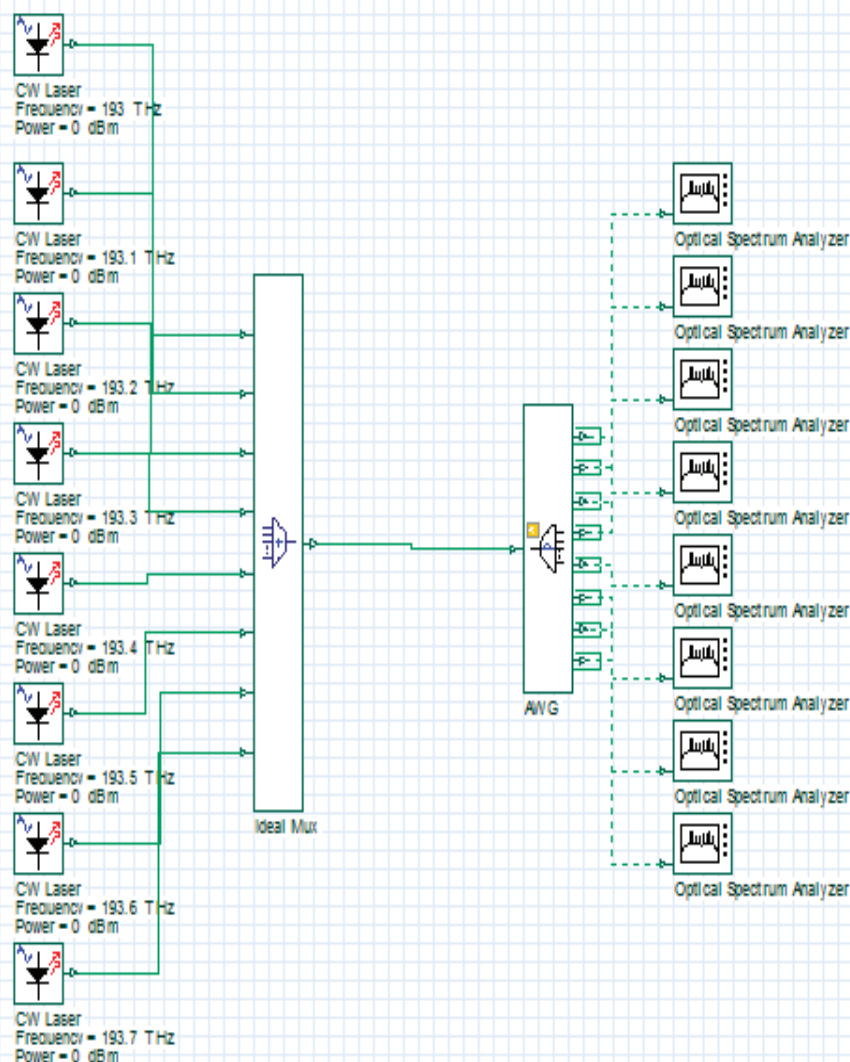 CW Laser
Frequency = 193 THz
Power = 0 dBm
CW Laser
Frequency = 193.1 THz
Power = 0 dBm
CW Laser
Frequency = 193.2 THz
Power = 0 dBm
CW Laser
Frequency = 193.3 THz
Power = 0 dBm
CW Laser
Frequency = 193.4 THz
Power = 0 dBm
CW Laser
Frequency = 193.5 THz
Power = 0 dBm
CW Laser
Frequency = 193.6 THz
Power = 0 dBm
CW Laser
Frequency = 193.7 THz
Power = 0 dBm
Ideal Mux
AWG
Optical Spectrum Analyzer
Optical Spectrum Analyzer
Optical Spectrum Analyzer
Optical Spectrum Analyzer
Optical Spectrum Analyzer
Optical Spectrum Analyzer
Optical Spectrum Analyzer
Optical Spectrum Analyzer